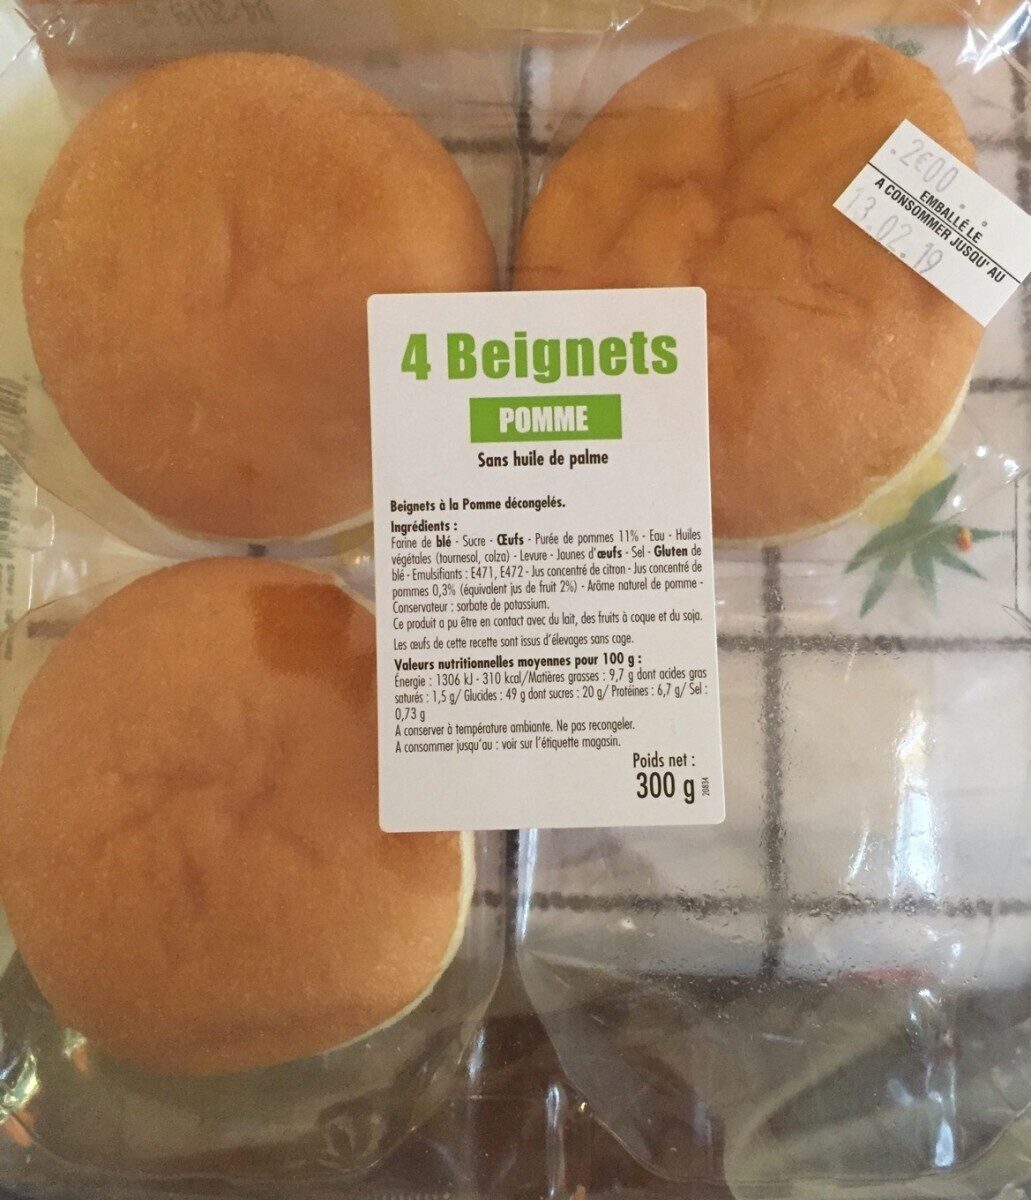 2€00
EMBALLÉ LE
A CONSOMMER JUSQU'AU
13.02.19
4 Beignets
POMME
Sans huile de palme
Beignets à la Pomme décongelés.
Ingrédients :
Farine de blé - Sucre - Œufs - Purée de pommes 11% - Eau - Huiles
végétales (tournesol, colza) - Levure - Jaunes d'œufs - Sel - Gluten de
blé - Emulsifiants : E471, E472 - Jus concentré de citron - Jus concentré de
pommes 0,3% (équivalent jus de fruit 2%) - Arôme naturel de pomme -
Conservateur : sorbate de potassium.
Ce produit a pu être en contact avec du lait, des fruits à coque et du soja.
Les œufs de cette recette sont issus d'élevages sans cage.
Valeurs nutritionnelles moyennes pour 100 g :
Énergie : 1306 kJ - 310 kcal/Matières grasses : 9,7 g dont acides gras
saturés : 1,5 g/ Glucides : 49 g dont sucres : 20 g/ Protéines : 6,7 g/ Sel :
0,73 g
A conserver à température ambiante. Ne pas recongeler.
A consommer jusqu'au : voir sur l'étiquette magasin.
Poids net :
300 g
20834